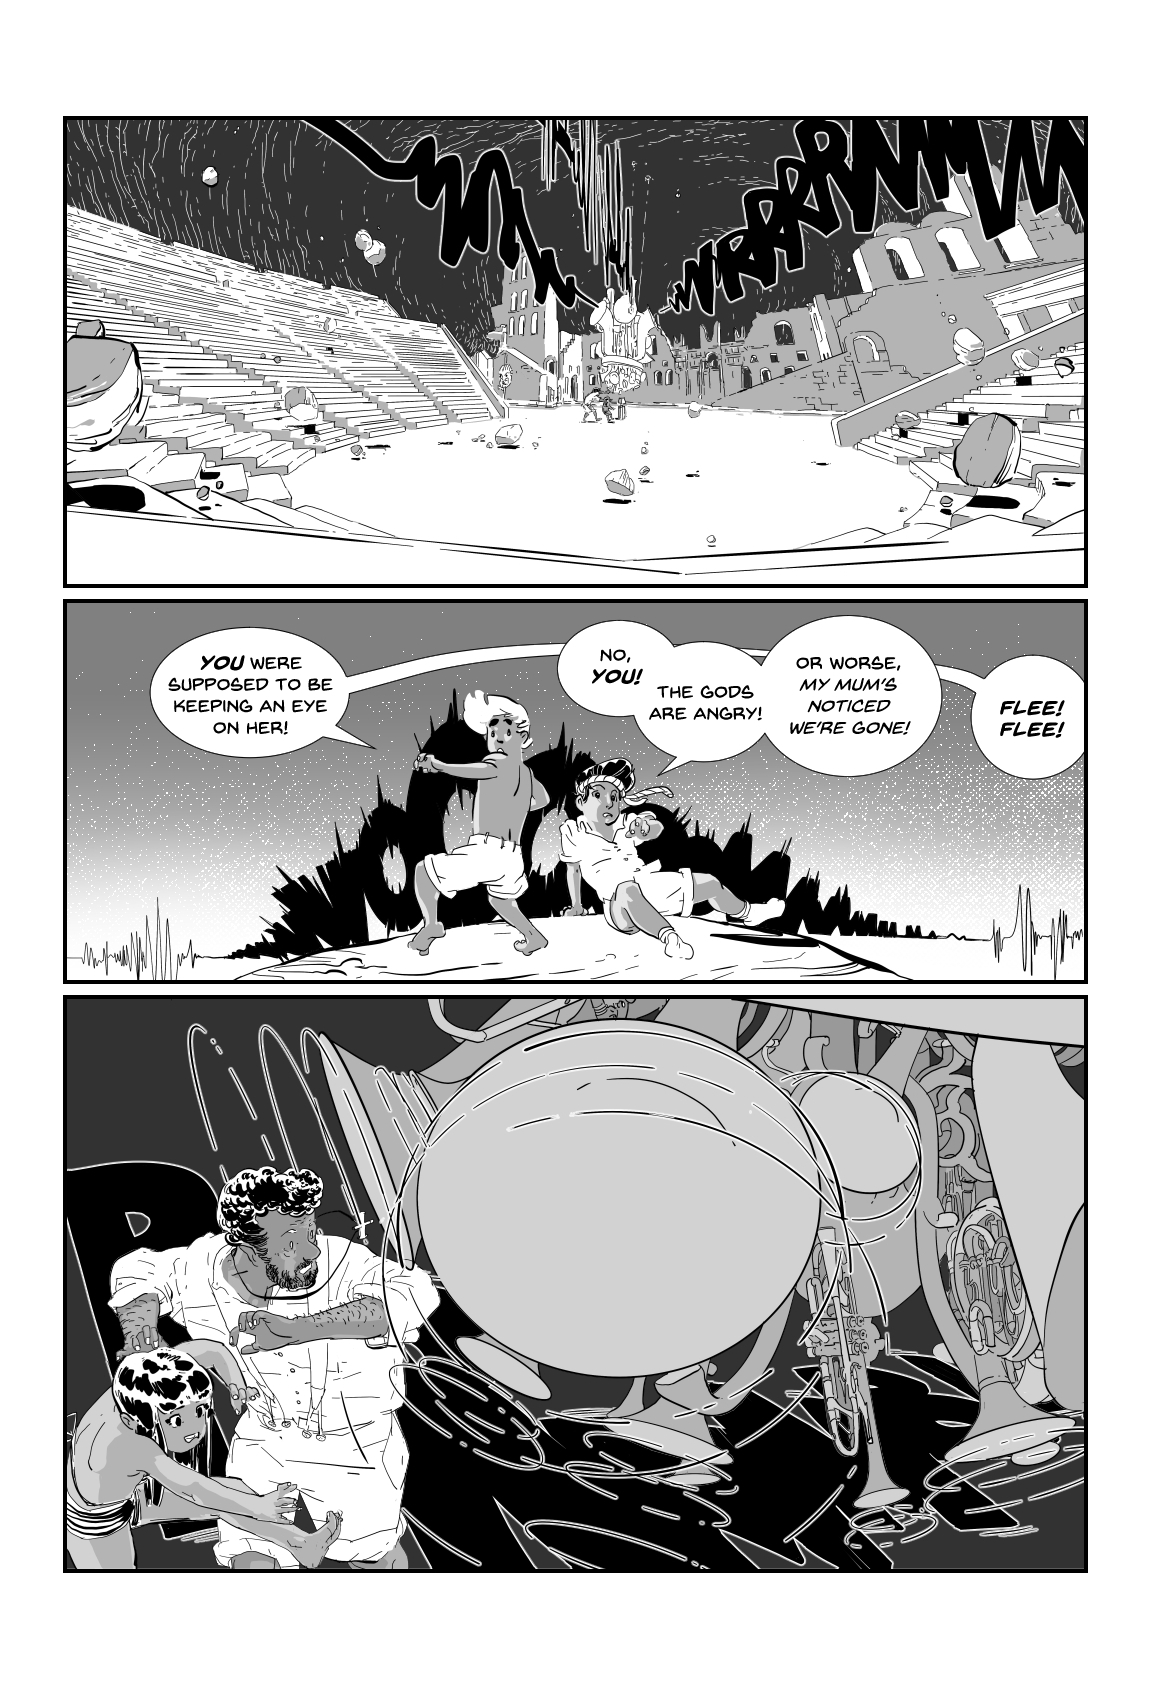 YOU WERE
SUPPOSED TO BE
KEEPING AN EYE
ON HER!
NO,
YOU!
THE GODS
ARE ANGRY!
OR WORSE,
MY MUM'S
NOTICED
WE'RE GONE!
FLEE!
FLEE!